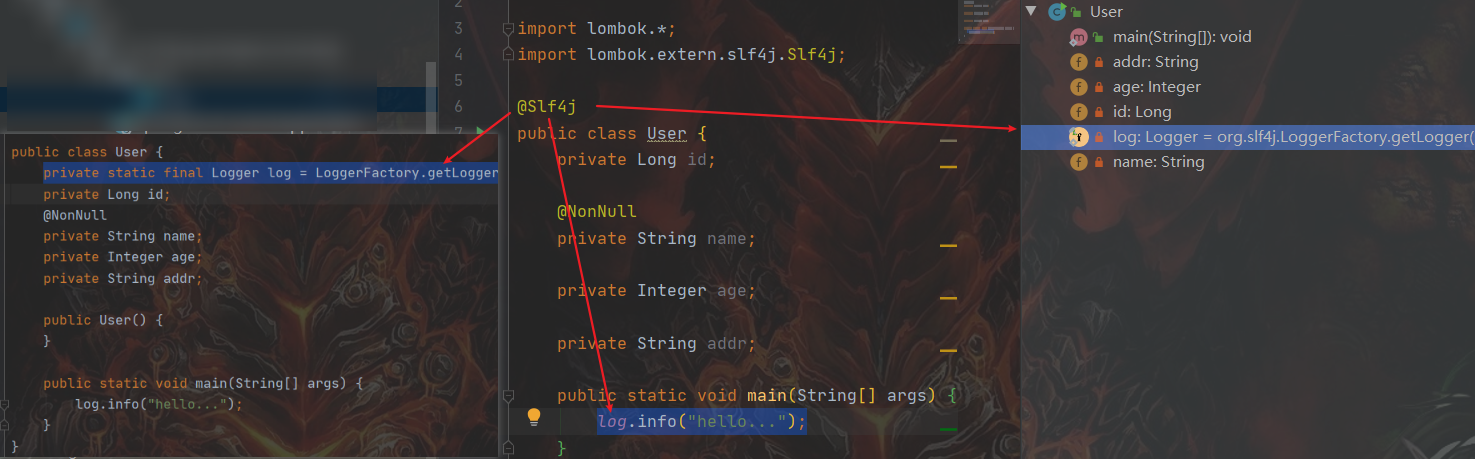 public class User {
private static final Logger log = LoggerFactory.getLogger
private Long id;
@NonNull
private String name;
private Integer age;
private String addr;
public User() {
}
public static void main(String[] args) {
log.info("hello...");
}
}
2
3 import lombok.*;
4 import lombok.extern.slf4j.Slf4j;
5
6 @Slf4j
7 public class User {
private Long id;
@NonNull
private String name;
private Integer age;
private String addr;
public static void main(String[] args) {
log.info("hello...");
}
User
main(String[]): void
addr: String
age: Integer
id: Long
log: Logger = org.slf4j.LoggerFactory.getLogger(
name: String